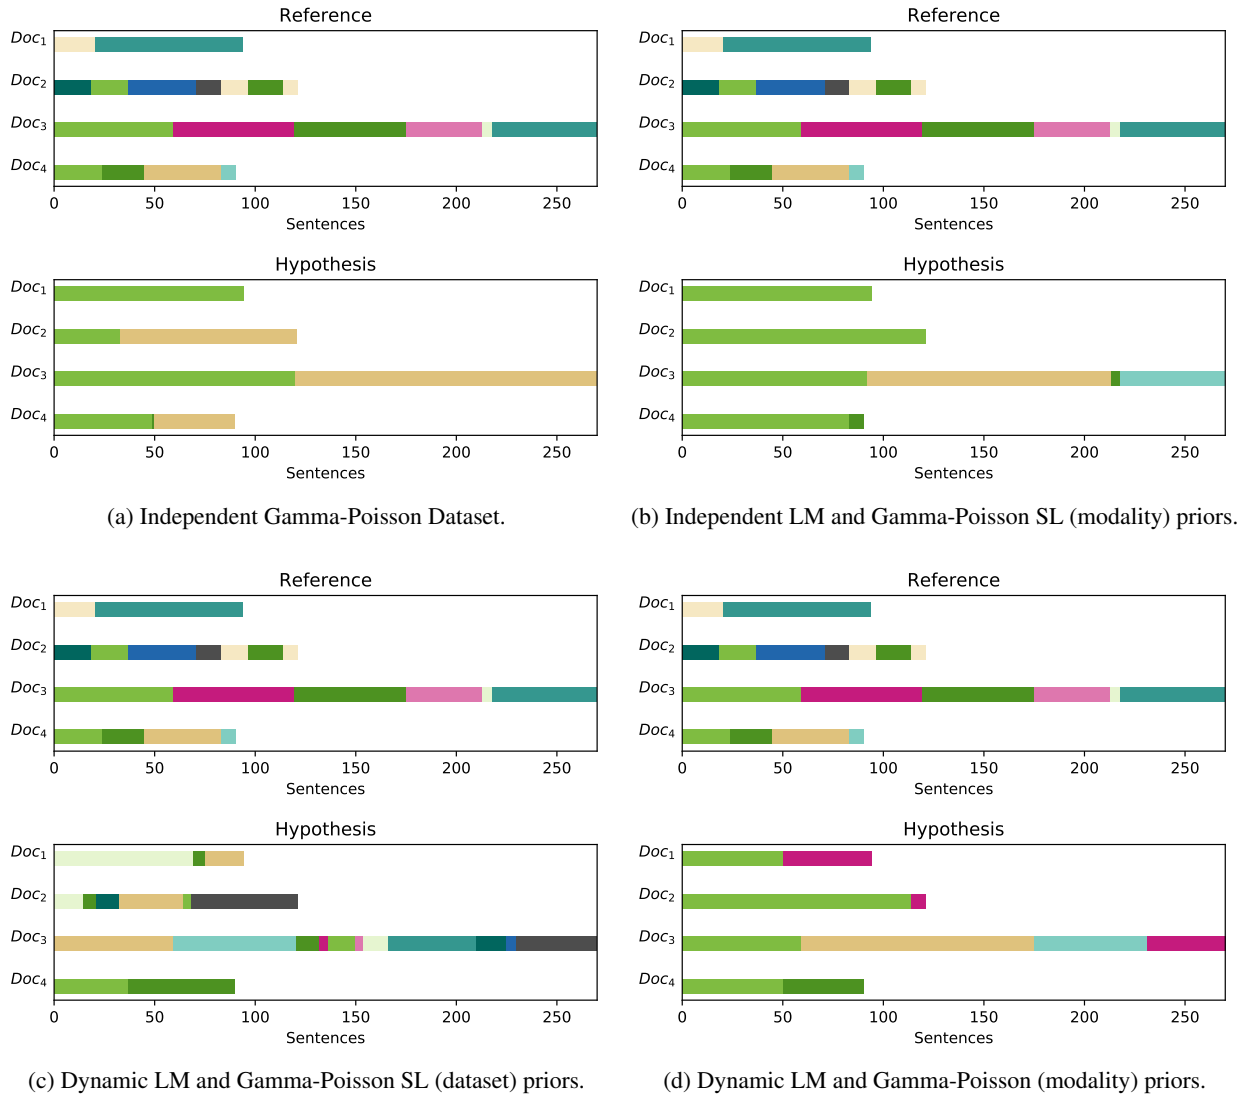 Reference
Doc1
Doc2
Doc3
Doc4
0 50 100 150 200 250
Sentences
Hypothesis
Doc1
Doc2
Doc3
Doc4
0 50 100 150 200 250
Sentences
(a) Independent Gamma-Poisson Dataset.
Reference
Doc1
Doc2
Doc3
Doc4
0 50 100 150 200 250
Sentences
Hypothesis
Doc1
Doc2
Doc3
Doc4
0 50 100 150 200 250
Sentences
(b) Independent LM and Gamma-Poisson SL (modality) priors.
Reference
Doc1
Doc2
Doc3
Doc4
0 50 100 150 200 250
Sentences
Hypothesis
Doc1
Doc2
Doc3
Doc4
0 50 100 150 200 250
Sentences
(c) Dynamic LM and Gamma-Poisson SL (dataset) priors.
Reference
Doc1
Doc2
Doc3
Doc4
0 50 100 150 200 250
Sentences
Hypothesis
Doc1
Doc2
Doc3
Doc4
0 50 100 150 200 250
Sentences
(d) Dynamic LM and Gamma-Poisson (modality) priors.